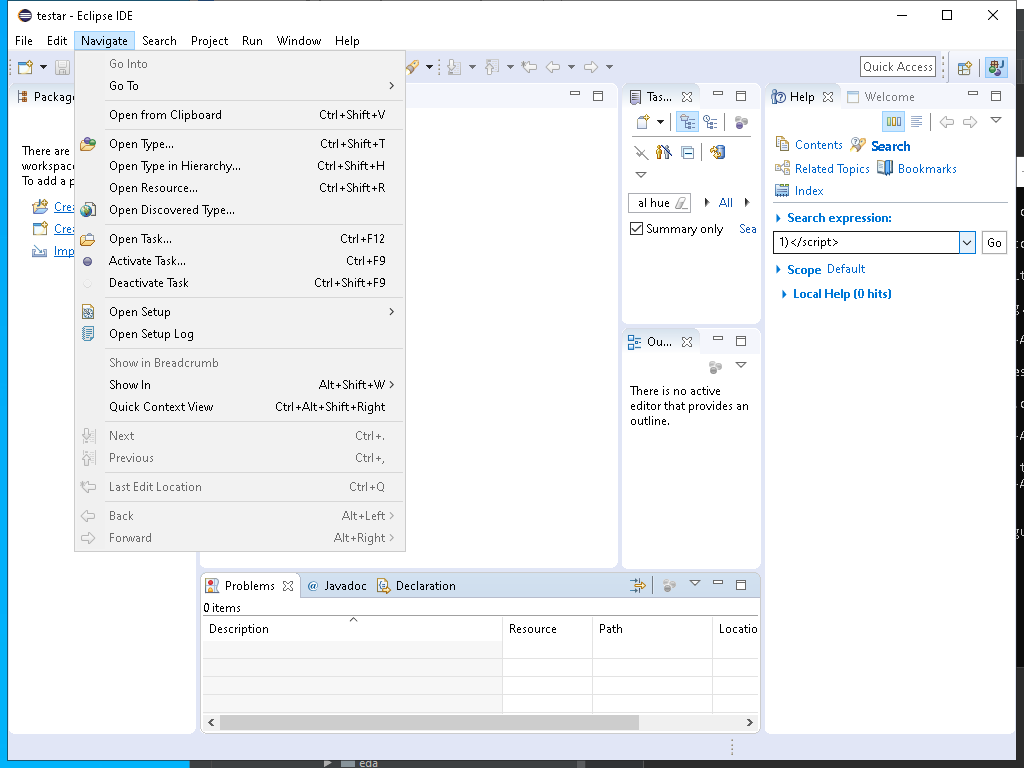 testar - Eclipse IDE
File Edit Navigate Search Project Run Window Help
Quick Access
Go Into
Go To
Open from Clipboard Ctrl+Shift+V
Open Type... Ctrl+Shift+T
Open Type in Hierarchy... Ctrl+Shift+H
Open Resource... Ctrl+Shift+R
Open Discovered Type...
Open Task... Ctrl+F12
Activate Task... Ctrl+F9
Deactivate Task Ctrl+Shift+F9
Open Setup
Open Setup Log
Show in Breadcrumb
Show In Alt+Shift+W
Quick Context View Ctrl+Alt+Shift+Right
Next Ctrl+.
Previous Ctrl+,
Last Edit Location Ctrl+Q
Back Alt+Left
Forward Alt+Right
Packag
There are
workspac
To add a p
Crea
Crea
Imp
Tas...
al hue All
Summary only Sea
Ou...
There is no active
editor that provides an
outline.
Help Welcome
Contents Search
Related Topics Bookmarks
Index
Search expression:
1)</script> Go
Scope Default
Local Help (0 hits)
Problems @ Javadoc Declaration
0 items
Description Resource Path Locatio
eda